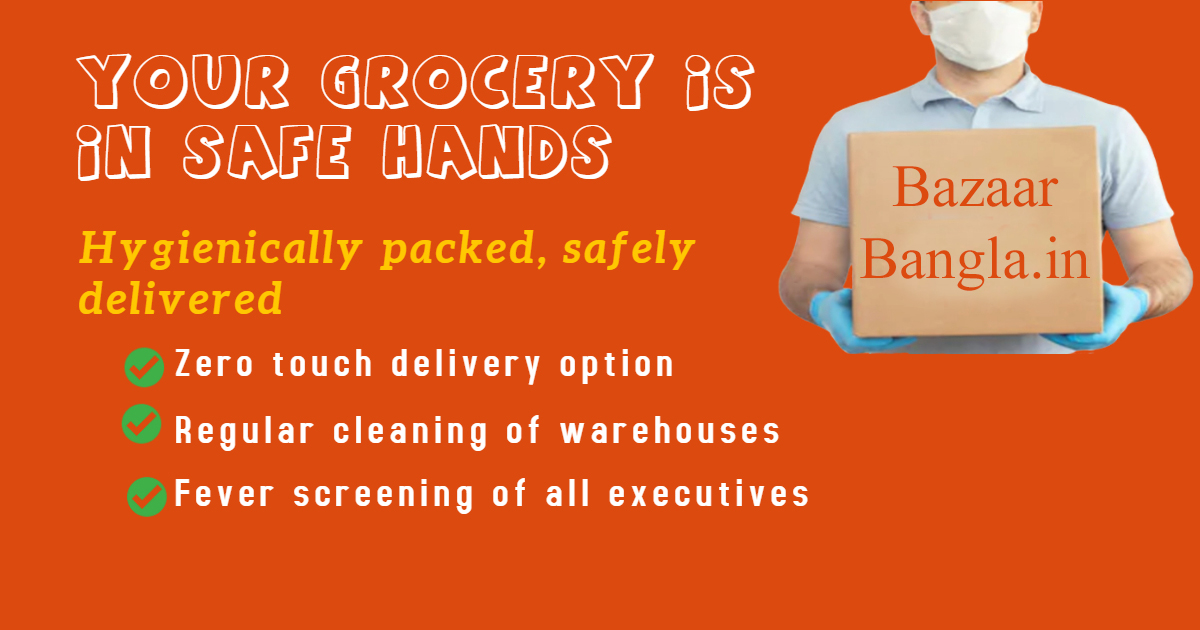 YOUR GROCERY IS
IN SAFE HANDS
Hygienically packed, safely
delivered
Zero touch delivery option
Regular cleaning of warehouses
Fever screening of all executives
Bazaar
Bangla.in